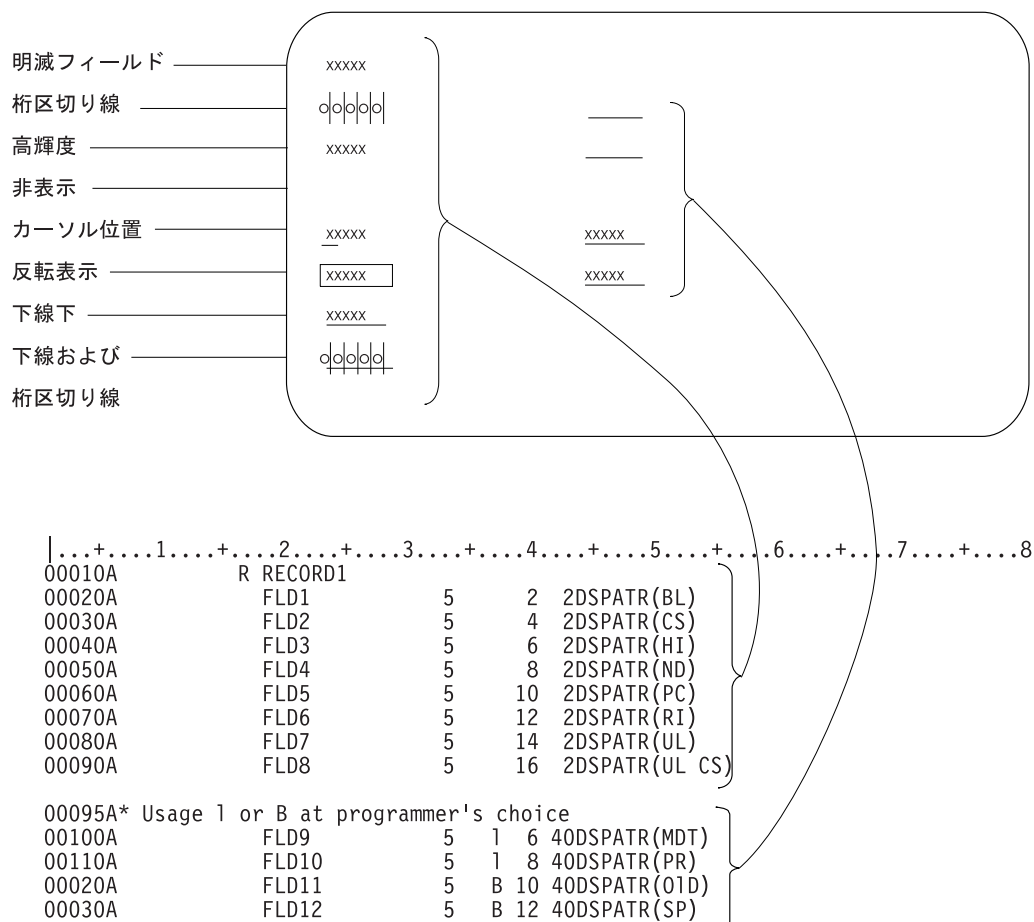 明滅フィールド xxxxx
桁区切り線 ooooo
高輝度 xxxxx
非表示
カーソル位置 xxxxx xxxxx
反転表示 xxxxx xxxxx
下線下 xxxxx
下線および ooooo
桁区切り線
|...+....1....+....2....+....3....+....4....+....5....+....6....+....7....+....8
00010A R RECORD1
00020A FLD1 5 2 2DSPATR(BL)
00030A FLD2 5 4 2DSPATR(CS)
00040A FLD3 5 6 2DSPATR(HI)
00050A FLD4 5 8 2DSPATR(ND)
00060A FLD5 5 10 2DSPATR(PC)
00070A FLD6 5 12 2DSPATR(RI)
00080A FLD7 5 14 2DSPATR(UL)
00090A FLD8 5 16 2DSPATR(UL CS)
00095A* Usage l or B at programmer's choice
00100A FLD9 5 l 6 40DSPATR(MDT)
00110A FLD10 5 l 8 40DSPATR(PR)
00020A FLD11 5 B 10 40DSPATR(OlD)
00030A FLD12 5 B 12 40DSPATR(SP)